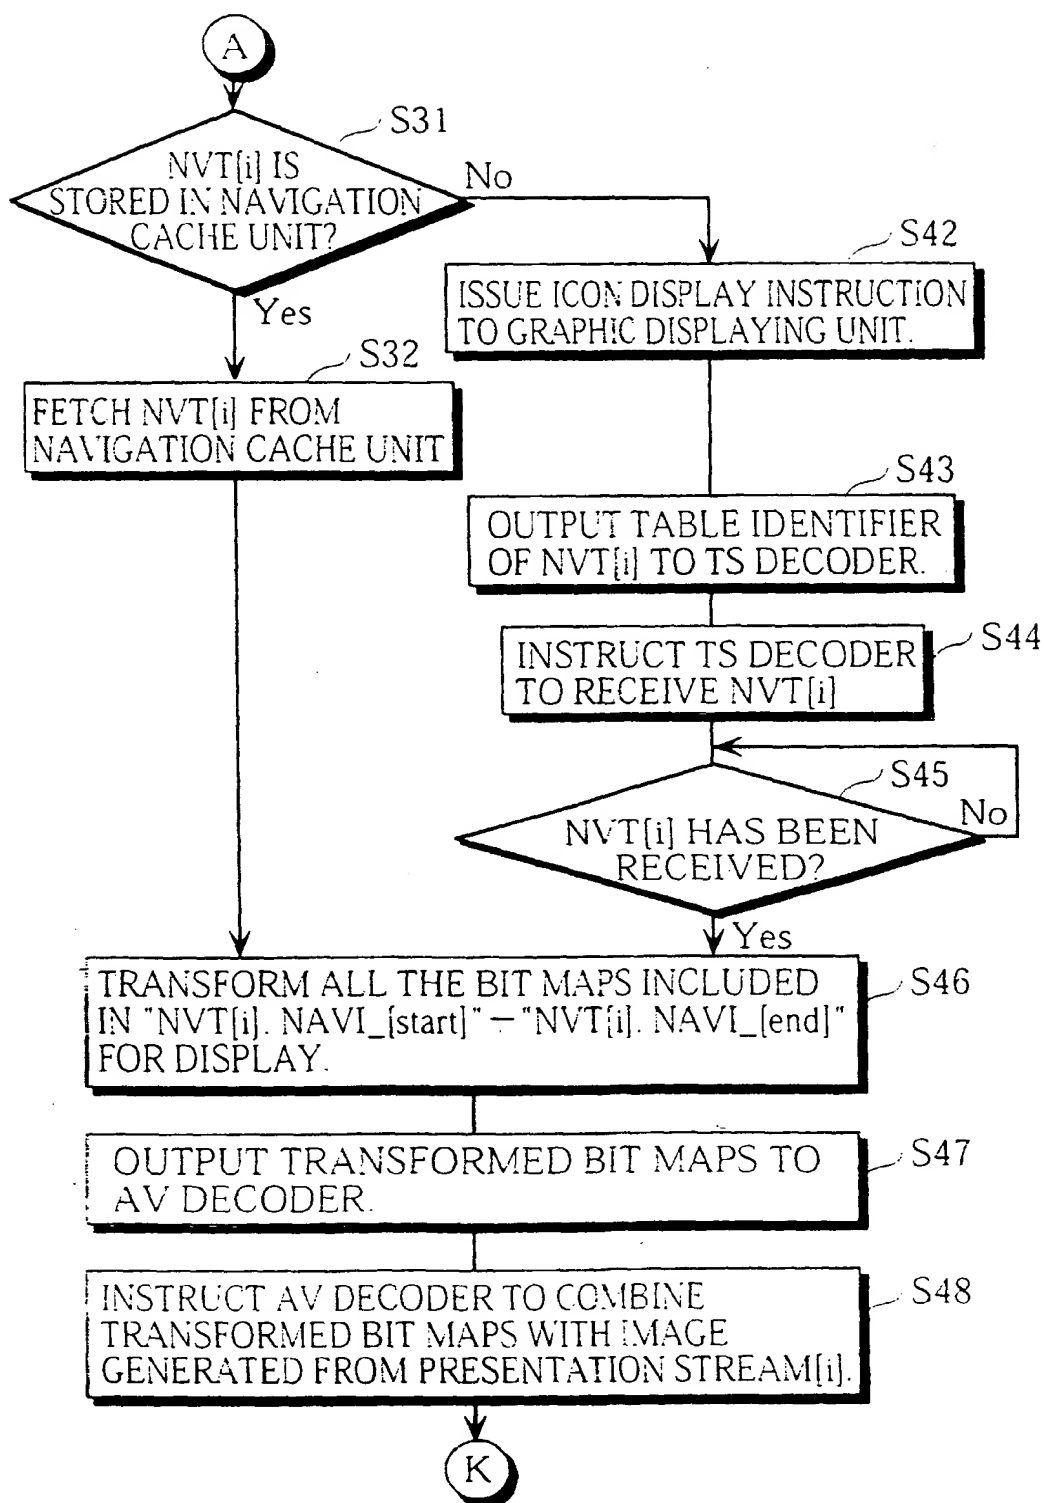 A
S31
NVT[i] IS
STORED IN NAVIGATION
CACHE UNIT?
No
Yes
S42
ISSUE ICON DISPLAY INSTRUCTION
TO GRAPHIC DISPLAYING UNIT.
S32
FETCH NVT[i] FROM
NAVIGATION CACHE UNIT
S43
OUTPUT TABLE IDENTIFIER
OF NVT[i] TO TS DECODER.
S44
INSTRUCT TS DECODER
TO RECEIVE NVT[i]
S45
NVT[i] HAS BEEN
RECEIVED?
No
Yes
S46
TRANSFORM ALL THE BIT MAPS INCLUDED
IN "NVT[i]. NAVI_[start]" – "NVT[i]. NAVI_[end]"
FOR DISPLAY.
S47
OUTPUT TRANSFORMED BIT MAPS TO
AV DECODER.
S48
INSTRUCT AV DECODER TO COMBINE
TRANSFORMED BIT MAPS WITH IMAGE
GENERATED FROM PRESENTATION STREAM[i].
K